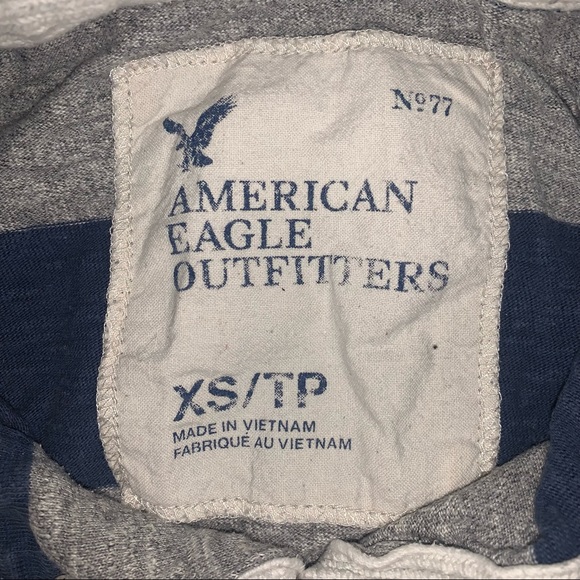 Nº77
AMERICAN
EAGLE
OUTFITTERS
XS/TP
MADE IN VIETNAM
FABRIQUÉ AU VIETNAM